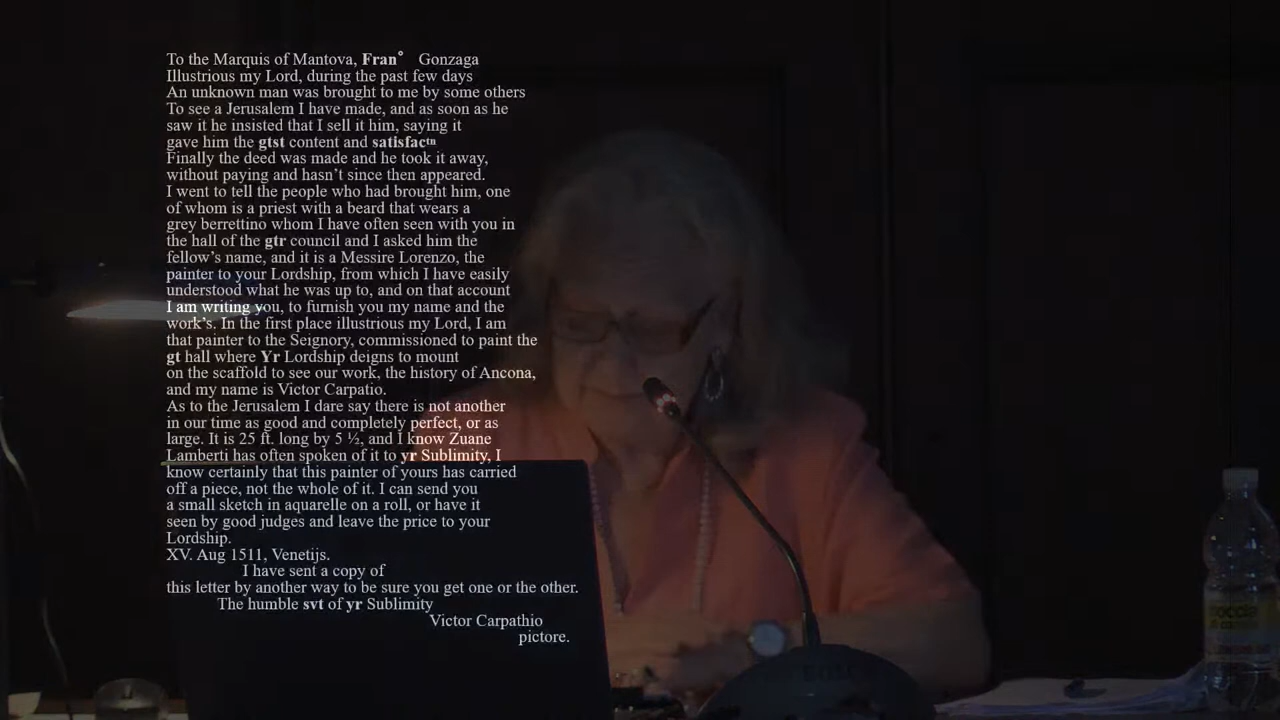 To the Marquis of Mantova, Fran° Gonzaga
Illustrious my Lord, during the past few days
An unknown man was brought to me by some others
To see a Jerusalem I have made, and as soon as he
saw it he insisted that I sell it him, saying it
gave him the gtst content and satisfacᵗⁿ
Finally the deed was made and he took it away,
without paying and hasn't since then appeared.
I went to tell the people who had brought him, one
of whom is a priest with a beard that wears a
grey berrettino whom I have often seen with you in
the hall of the gtr council and I asked him the
fellow's name, and it is a Messire Lorenzo, the
painter to your Lordship, from which I have easily
understood what he was up to, and on that account
I am writing you, to furnish you my name and the
work's. In the first place illustrious my Lord, I am
that painter to the Seignory, commissioned to paint the
gt hall where Yr Lordship deigns to mount
on the scaffold to see our work, the history of Ancona,
and my name is Victor Carpatio.
As to the Jerusalem I dare say there is not another
in our time as good and completely perfect, or as
large. It is 25 ft. long by 5 ½, and I know Zuane
Lamberti has often spoken of it to yr Sublimity, I
know certainly that this painter of yours has carried
off a piece, not the whole of it. I can send you
a small sketch in aquarelle on a roll, or have it
seen by good judges and leave the price to your
Lordship.
XV. Aug 1511, Venetijs.
I have sent a copy of
this letter by another way to be sure you get one or the other.
The humble svt of yr Sublimity
Victor Carpathio
pictore.